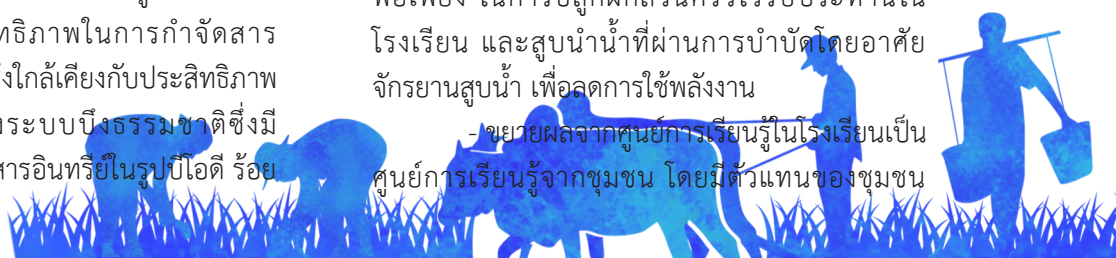 ทธิภาพในการกำจัดสาร
งใกล้เคียงกับประสิทธิภาพ
งระบบบึงธรรมชาติซึ่งมี
สารอินทรีย์ในรูปบีโอดี ร้อย
โรงเรียน และสูบนำน้ำที่ผ่านการบำบัดโดยอาศัย
จักรยานสูบน้ำ เพื่อลดการใช้พลังงาน
- ขยายผลจากศูนย์การเรียนรู้ในโรงเรียนเป็น
ศูนย์การเรียนรู้จากชุมชน โดยมีตัวแทนของชุมชน